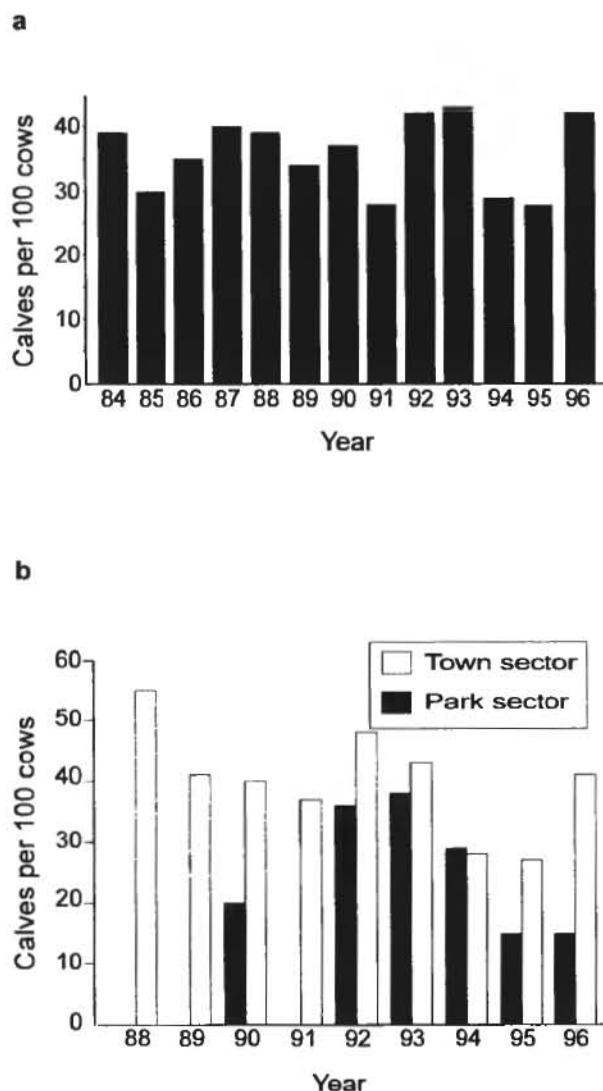 a
Calves per 100 cows
40
30
20
10
0
84 85 86 87 88 89 90 91 92 93 94 95 96
Year
b
Town sector
Park sector
Calves per 100 cows
60
50
40
30
20
10
0
88 89 90 91 92 93 94 95 96
Year